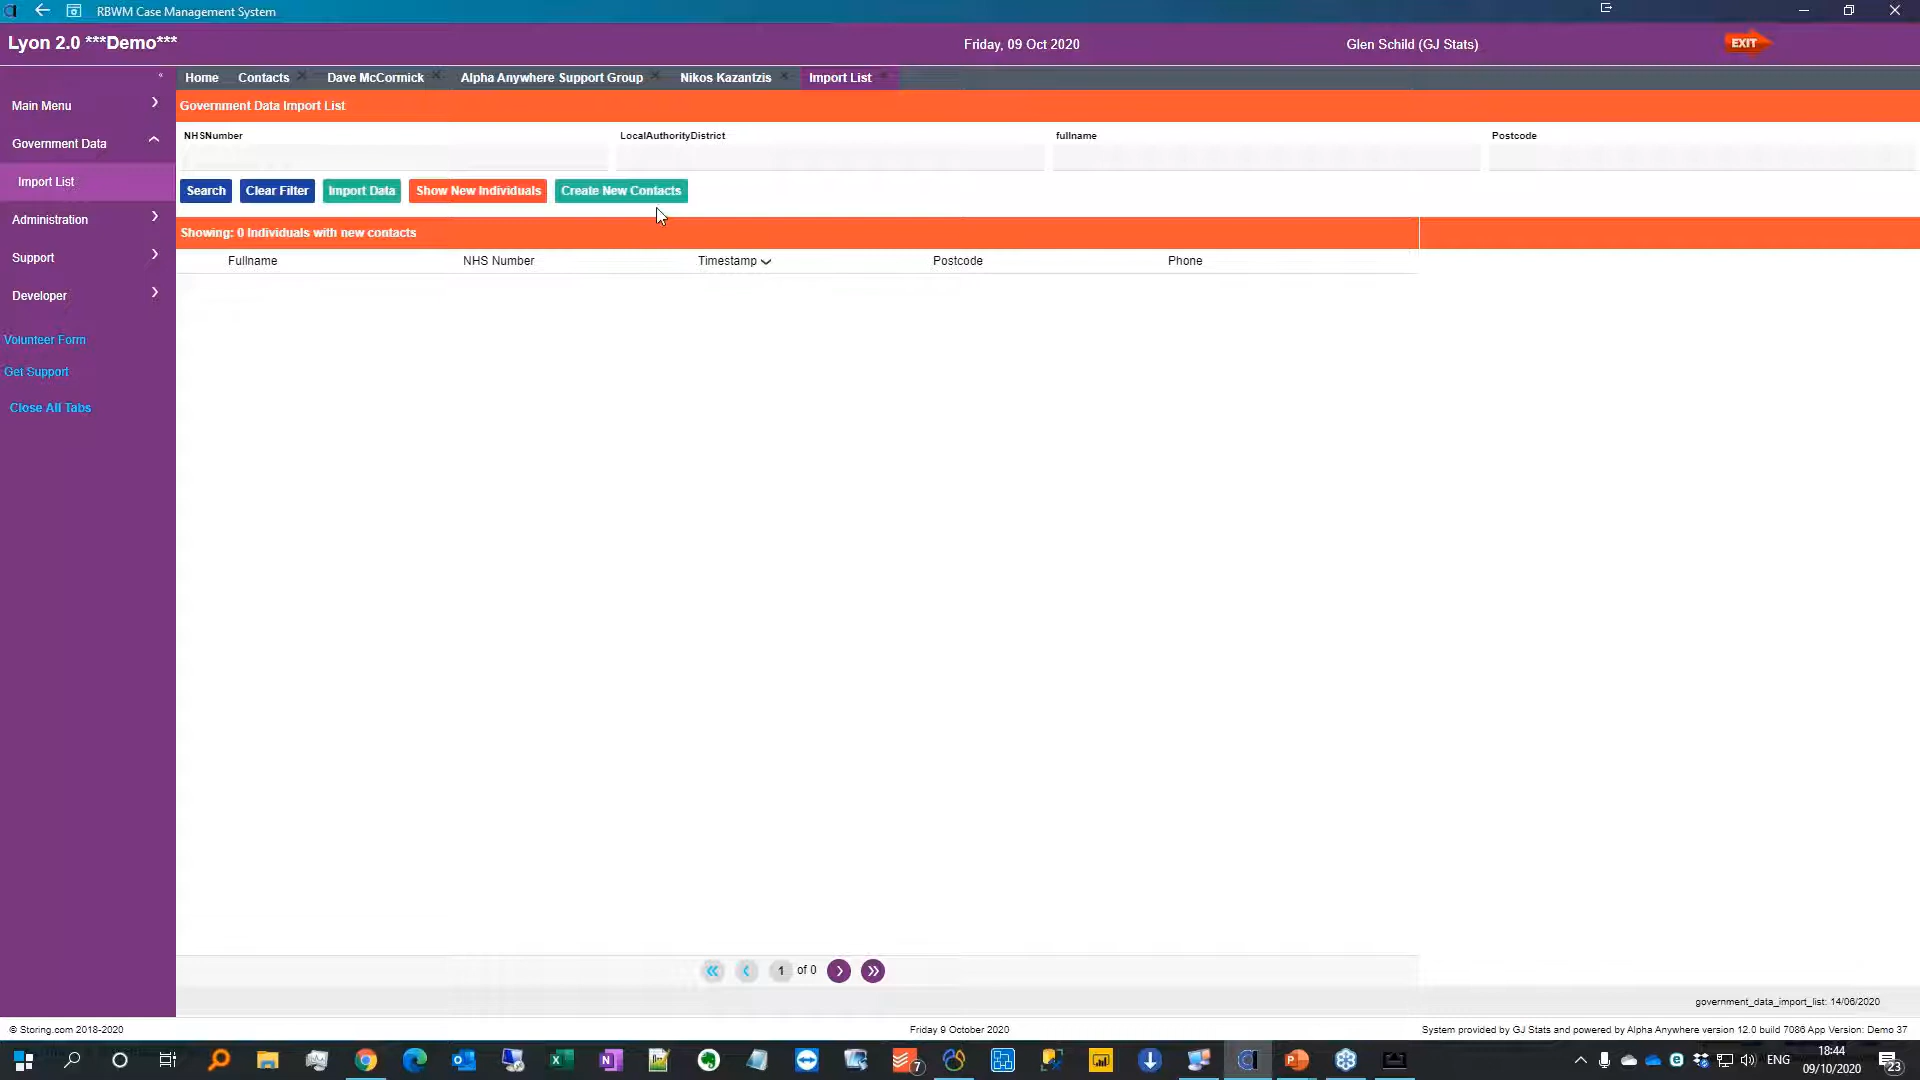 RBWM Case Management System
Lyon 2.0 ***Demo***
Friday, 09 Oct 2020
Glen Schild (GJ Stats)
EXIT
Home
Contacts
Dave McCormick
Alpha Anywhere Support Group
Nikos Kazantzis
Import List
Main Menu
Government Data
Import List
Administration
Support
Developer
Volunteer Form
Get Support
Close All Tabs
Government Data Import List
NHSNumber
LocalAuthorityDistrict
fullname
Postcode
Search
Clear Filter
Import Data
Show New Individuals
Create New Contacts
Showing: 0 Individuals with new contacts
Fullname
NHS Number
Timestamp
Postcode
Phone
1 of 0
government_data_import_list: 14/06/2020
© Storing.com 2018-2020
Friday 9 October 2020
System provided by GJ Stats and powered by Alpha Anywhere version 12.0 build 7086 App Version: Demo 37
7
ENG
18:44
09/10/2020
23